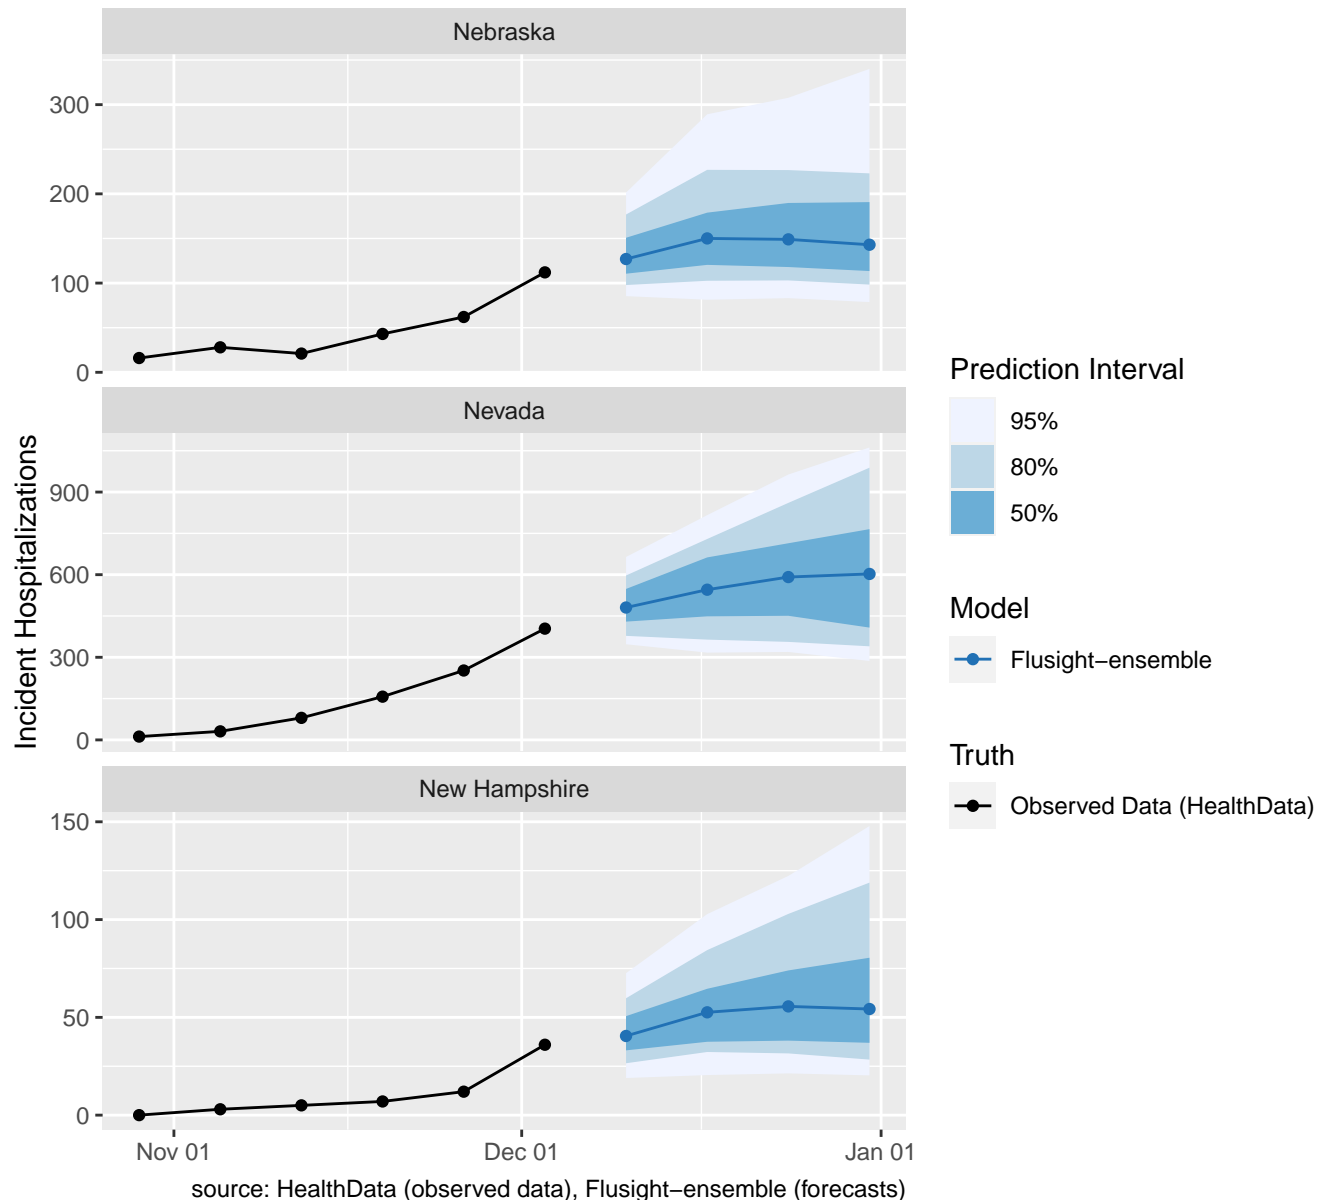 Nebraska
300
200
100
0
Nevada
900
600
300
0
New Hampshire
150
100
50
0
Nov 01
Dec 01
Jan 01
Incident Hospitalizations
source: HealthData (observed data), Flusight−ensemble (forecasts)
Prediction Interval
95%
80%
50%
Model
Flusight−ensemble
Truth
Observed Data (HealthData)